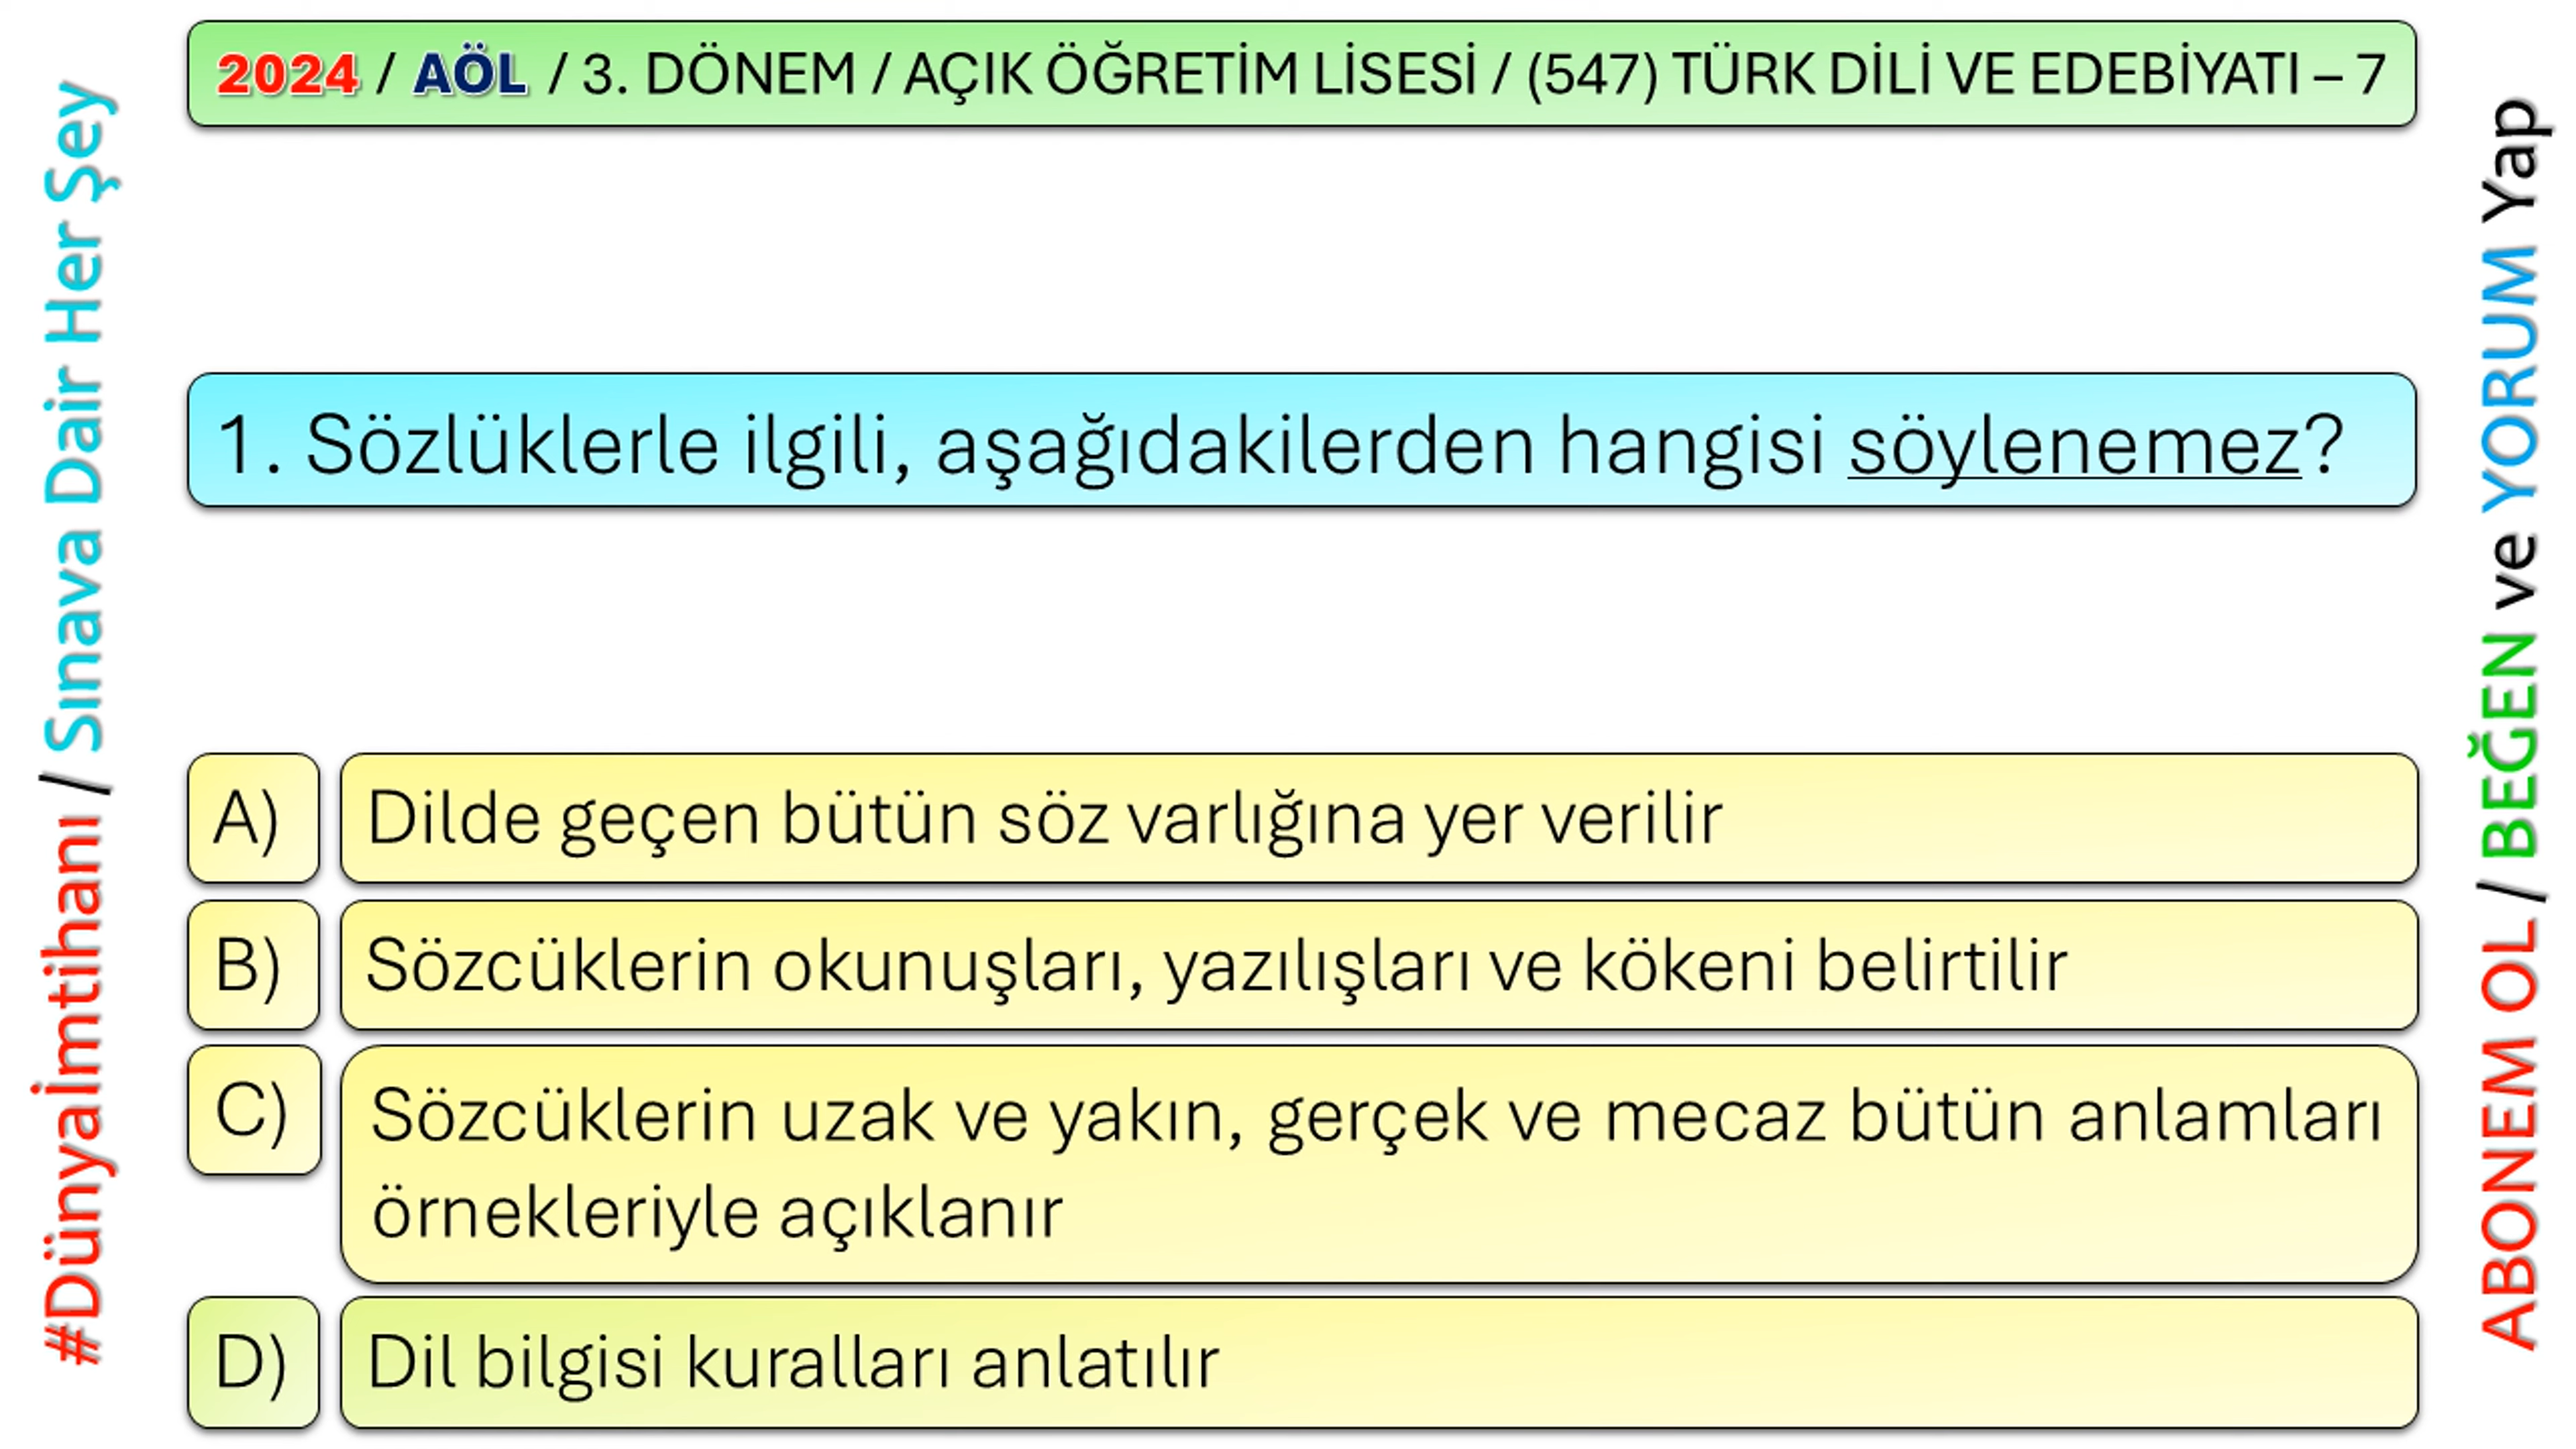 2024 / AÖL / 3. DÖNEM / AÇIK ÖĞRETİM LİSESİ / (547) TÜRK DİLİ VE EDEBİYATI – 7
#Dünyaİmtihanı / Sınava Dair Her Şey
1. Sözlüklerle ilgili, aşağıdakilerden hangisi söylenemez?
A) Dilde geçen bütün söz varlığına yer verilir
B) Sözcüklerin okunuşları, yazılışları ve kökeni belirtilir
C) Sözcüklerin uzak ve yakın, gerçek ve mecaz bütün anlamları
örnekleriyle açıklanır
D) Dil bilgisi kuralları anlatılır
ABONEM OL / BEĞEN ve YORUM Yap